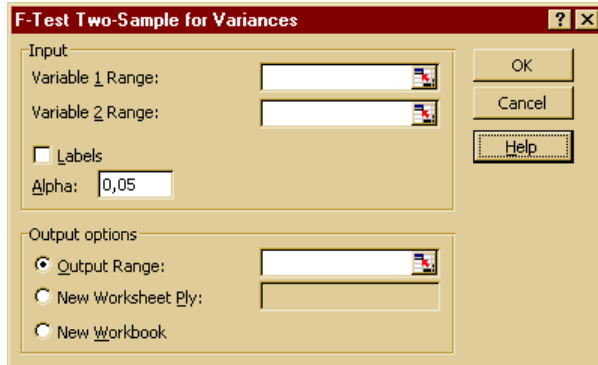 F-Test Two-Sample for Variances
Input
Variable 1 Range:
Variable 2 Range:
Labels
Alpha: 0,05
OK
Cancel
Help
Output options
Output Range:
New Worksheet Ply:
New Workbook